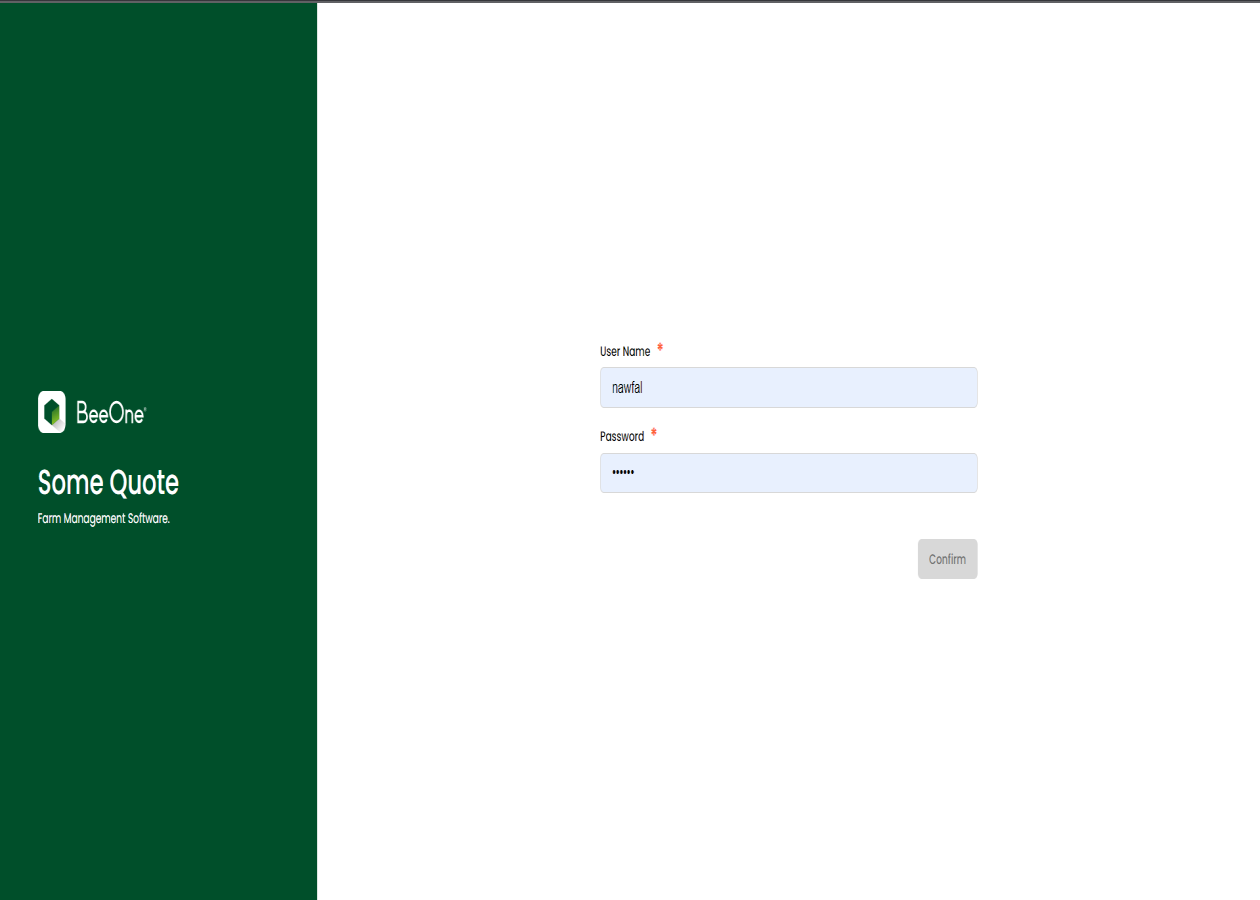 BeeOne®
Some Quote
Farm Management Software.
User Name *
nawfal
Password *
••••••
Confirm